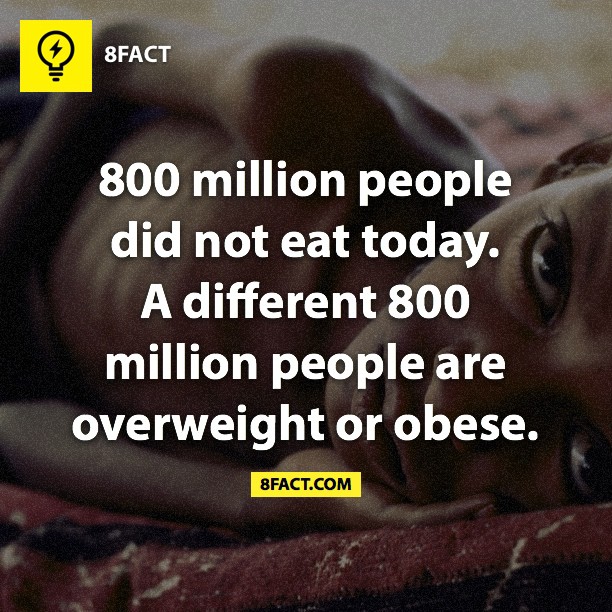 8FACT
800 million people
did not eat today.
A different 800
million people are
overweight or obese.
8FACT.COM